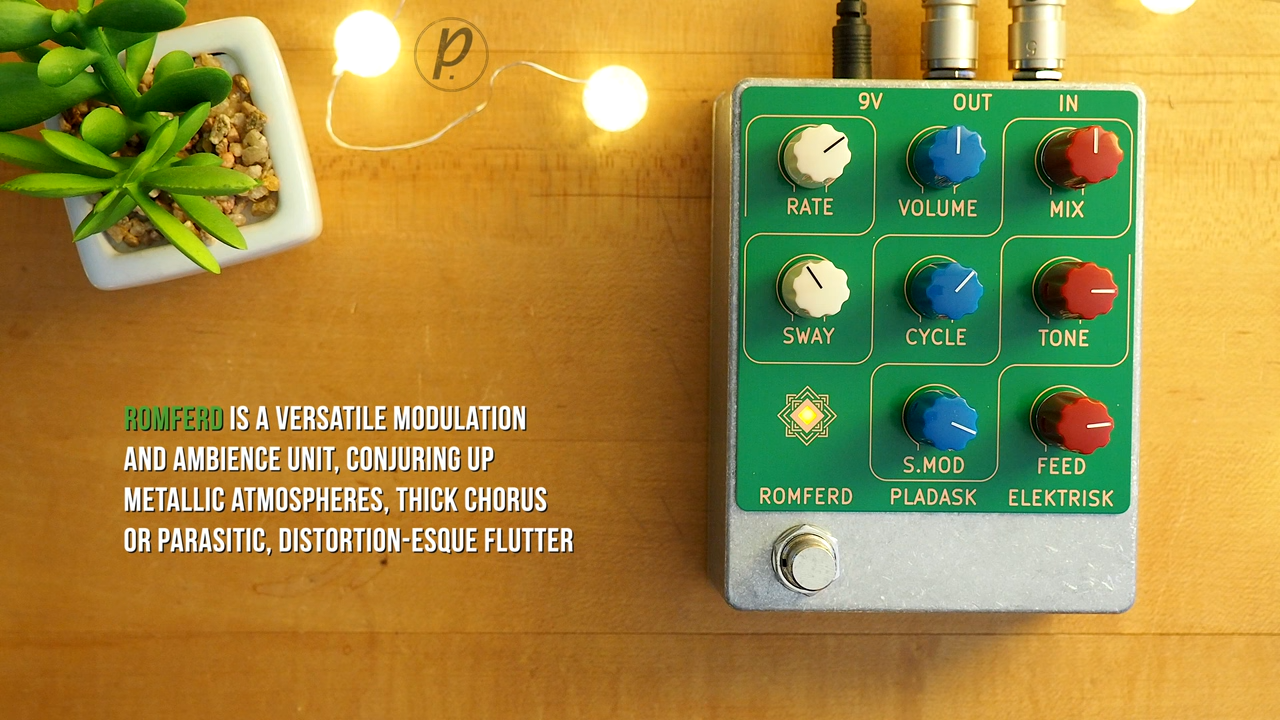 p.
9V OUT IN
RATE VOLUME MIX
SWAY CYCLE TONE
ROMFERD IS A VERSATILE MODULATION
AND AMBIENCE UNIT, CONJURING UP
METALLIC ATMOSPHERES, THICK CHORUS
OR PARASITIC, DISTORTION-ESQUE FLUTTER
S.MOD FEED
ROMFERD PLADASK ELEKTRISK